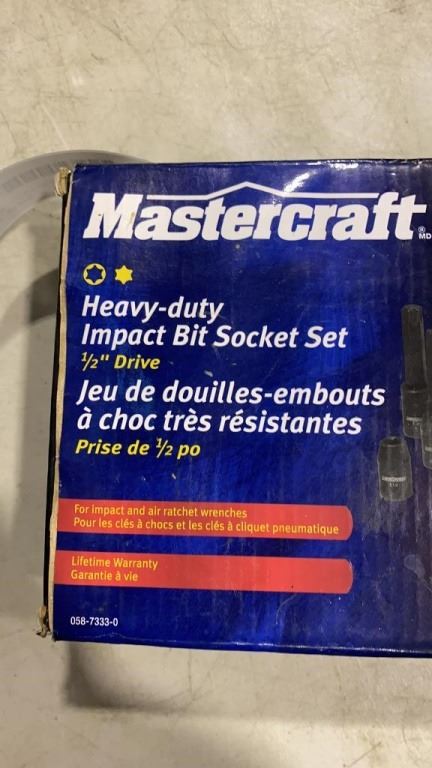 Mastercraft
® MD
Heavy-duty
Impact Bit Socket Set
½" Drive
Jeu de douilles-embouts
à choc très résistantes
Prise de ½ po
For impact and air ratchet wrenches
Pour les clés à chocs et les clés à cliquet pneumatique
Lifetime Warranty
Garantie à vie
058-7333-0